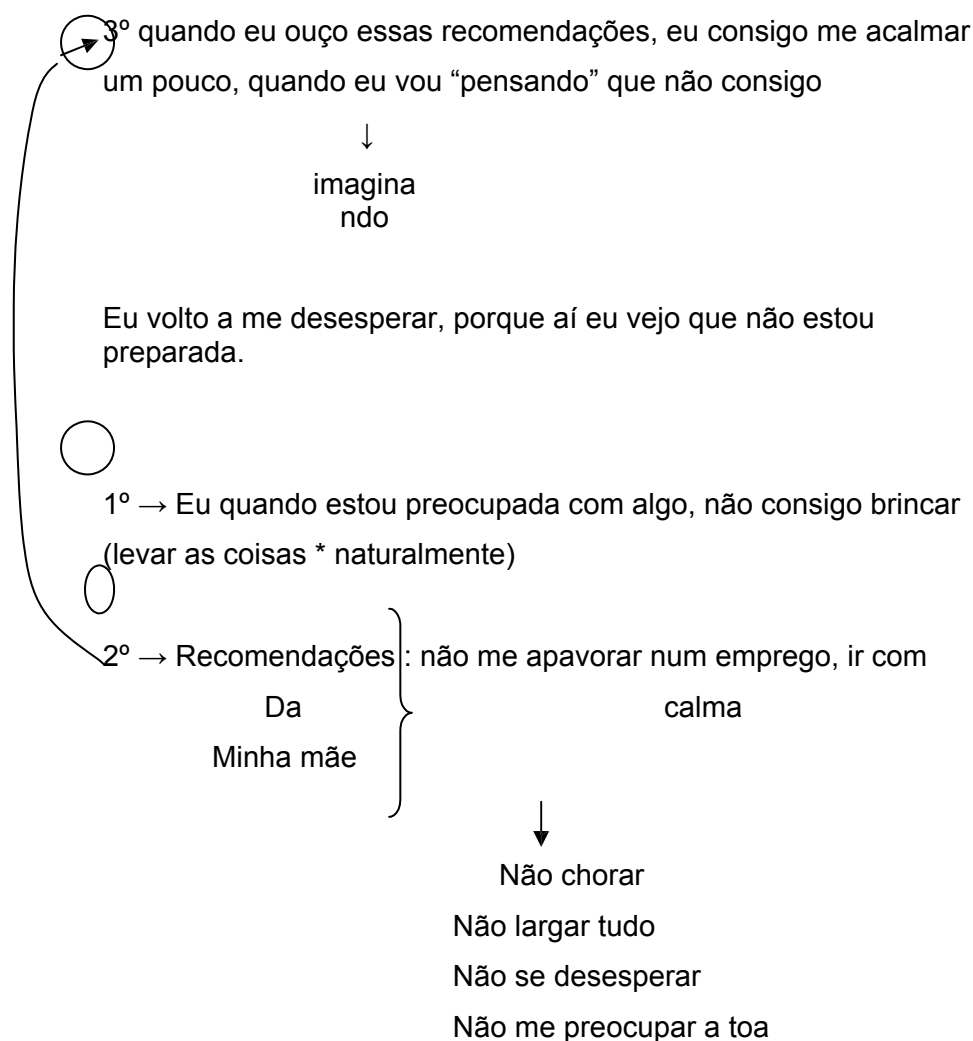 3º quando eu ouço essas recomendações, eu consigo me acalmar
um pouco, quando eu vou “pensando” que não consigo
↓
imagina
ndo
Eu volto a me desesperar, porque aí eu vejo que não estou
preparada.
1º → Eu quando estou preocupada com algo, não consigo brincar
(levar as coisas * naturalmente)
2º → Recomendações : não me apavorar num emprego, ir com
Da calma
Minha mãe
Não chorar
Não largar tudo
Não se desesperar
Não me preocupar a toa